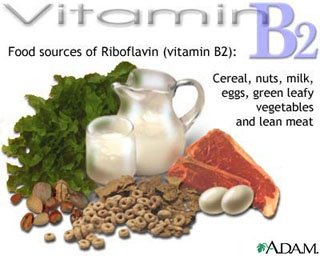 Vitamin B2
Food sources of Riboflavin (vitamin B2):
Cereal, nuts, milk,
eggs, green leafy
vegetables
and lean meat
A.D.A.M.